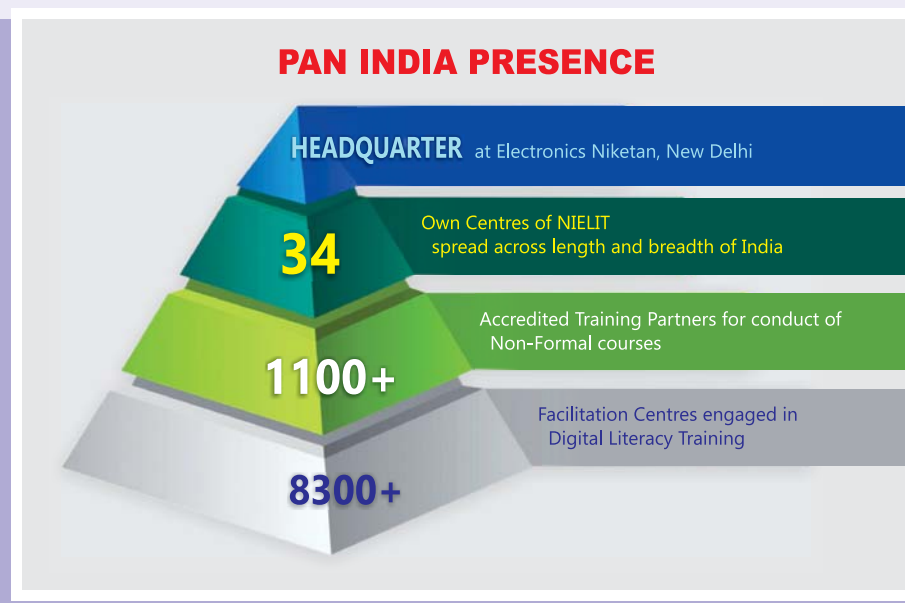 PAN INDIA PRESENCE
HEADQUARTER at Electronics Niketan, New Delhi
34
Own Centres of NIELIT
spread across length and breadth of India
1100+
Accredited Training Partners for conduct of
Non-Formal courses
8300+
Facilitation Centres engaged in
Digital Literacy Training